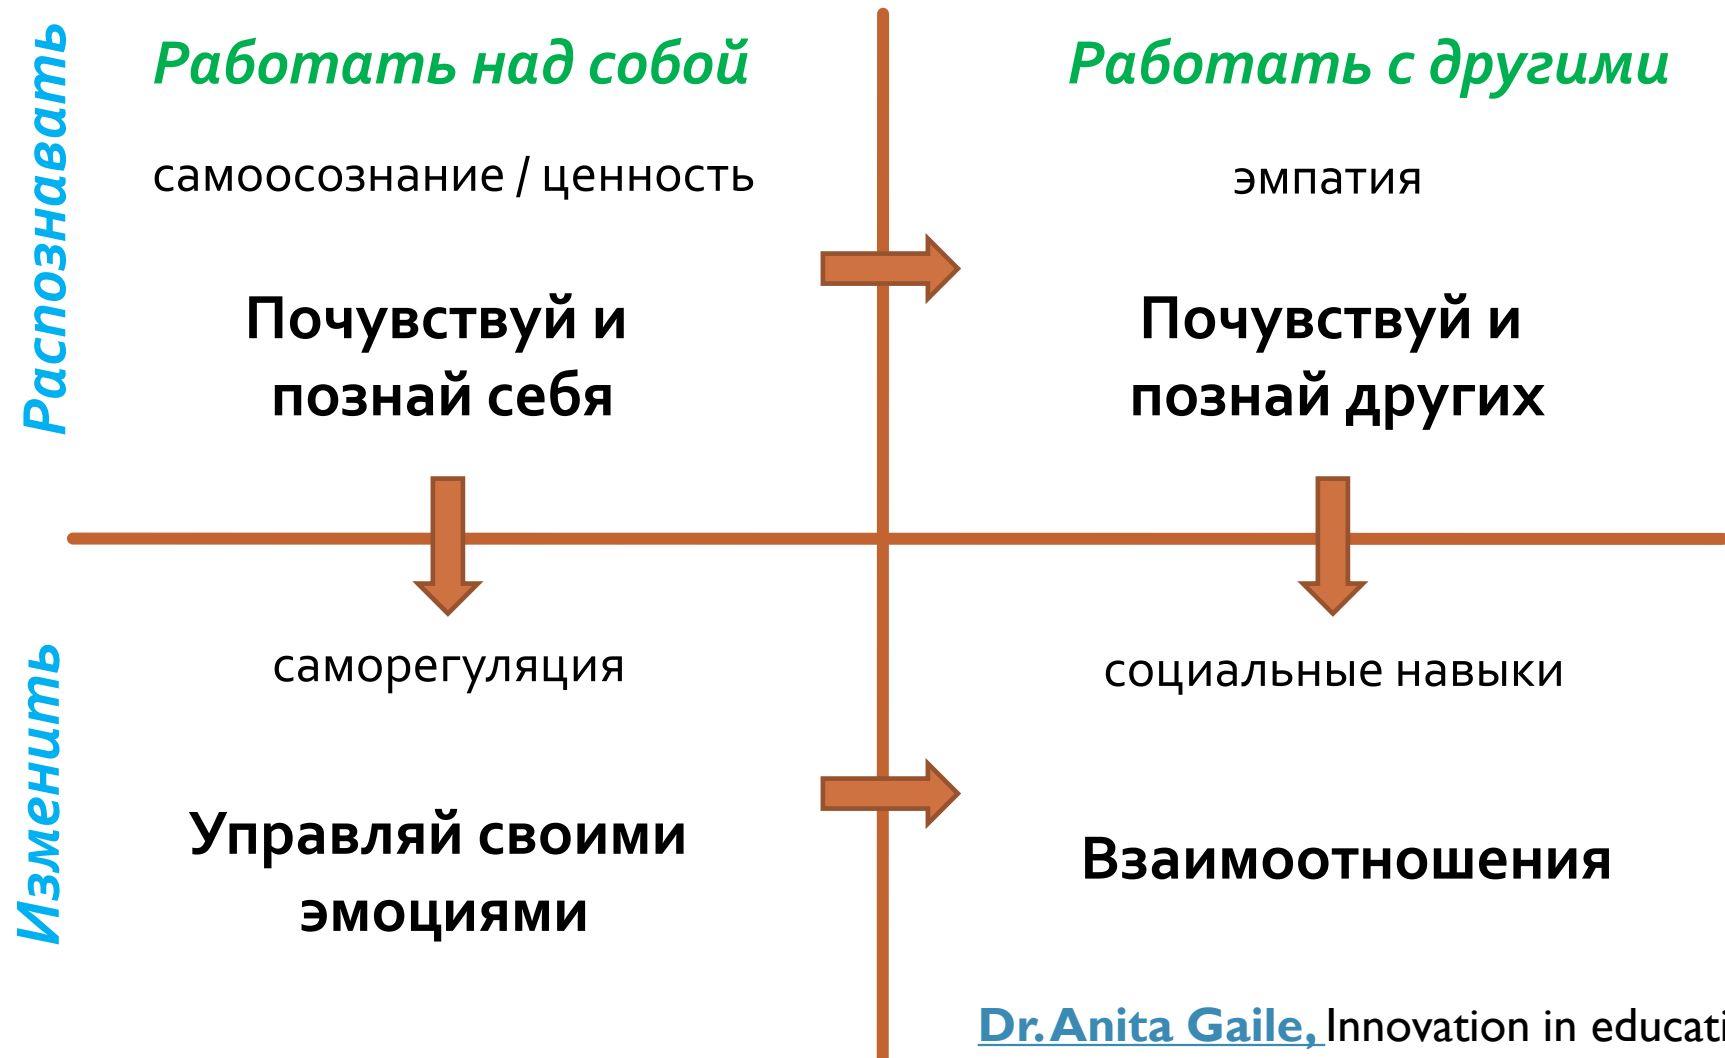 Распознавать
Работать над собой
Работать с другими
самоосознание / ценность
эмпатия
Почувствуй и
познай себя
Почувствуй и
познай других
Изменить
саморегуляция
социальные навыки
Управляй своими
эмоциями
Взаимоотношения
Dr. Anita Gaile, Innovation in educati